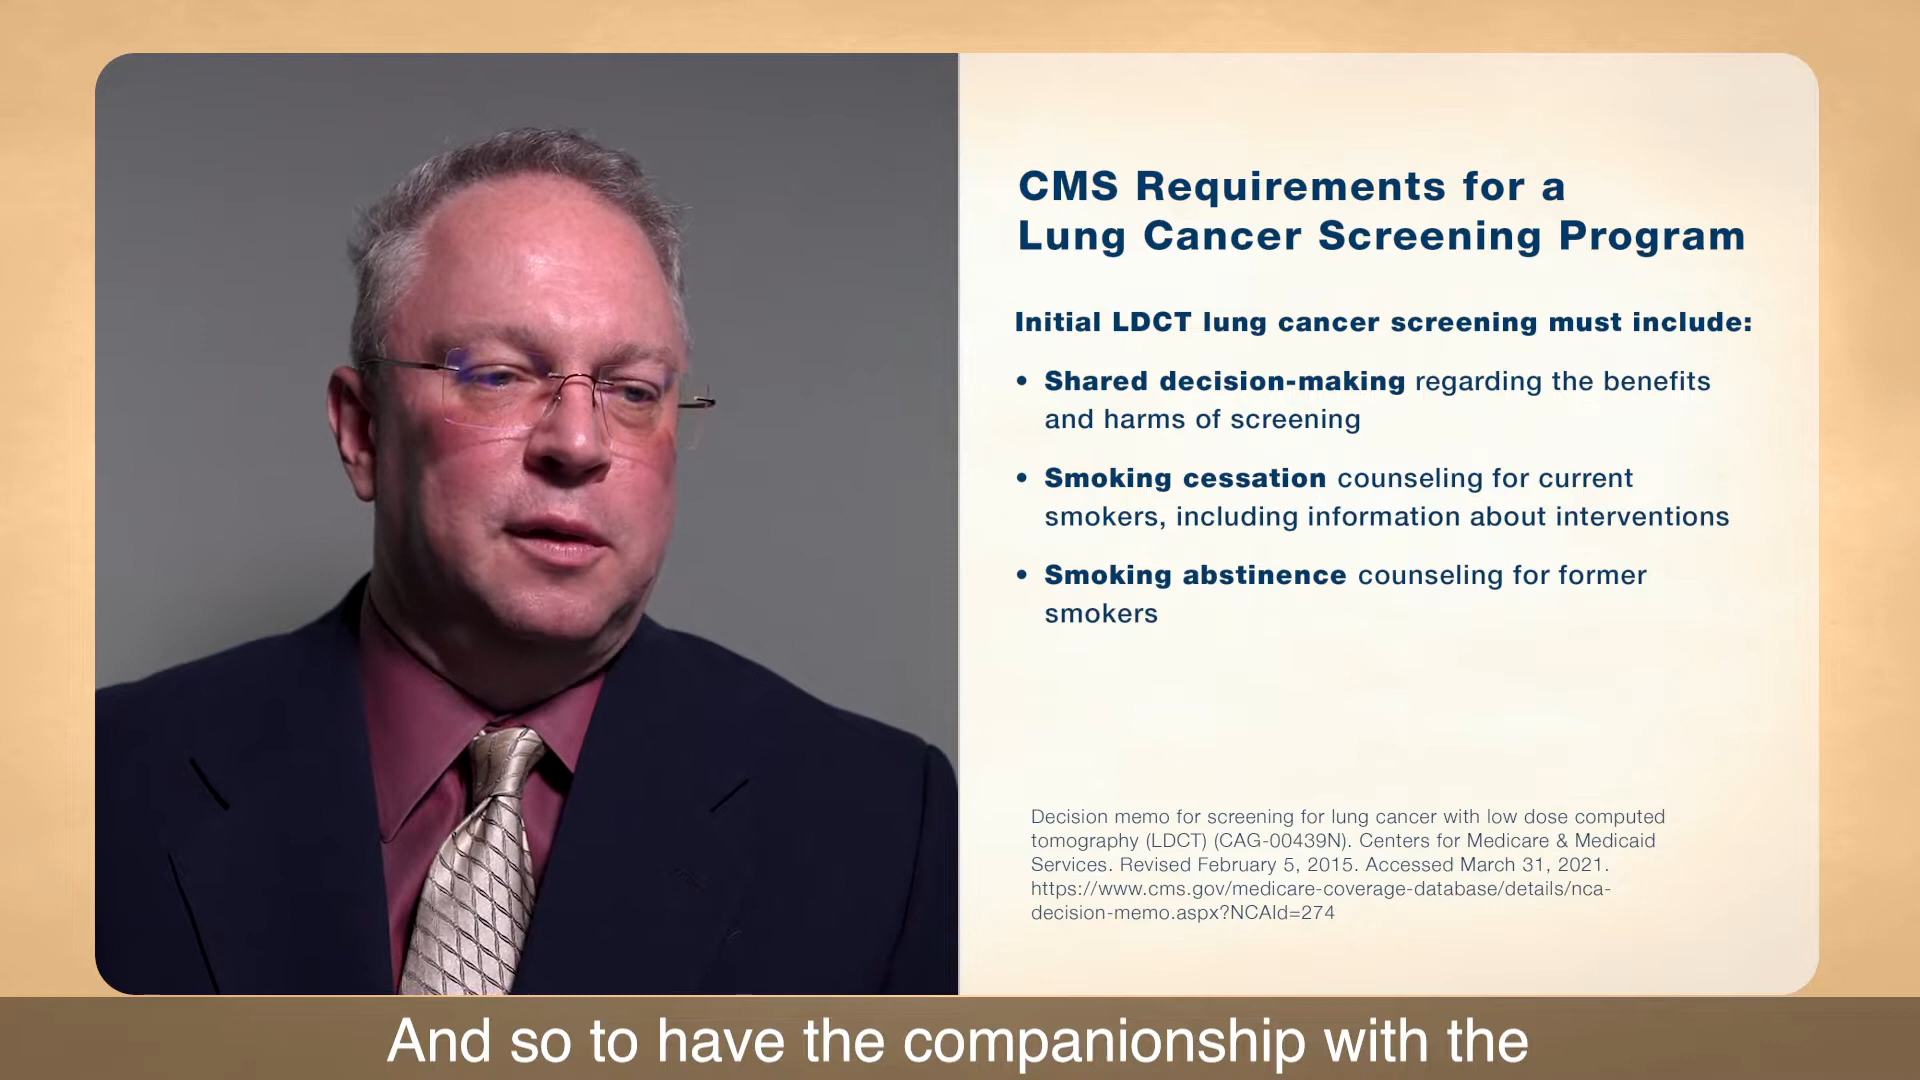 CMS Requirements for a
Lung Cancer Screening Program
Initial LDCT lung cancer screening must include:
• Shared decision-making regarding the benefits
and harms of screening
• Smoking cessation counseling for current
smokers, including information about interventions
• Smoking abstinence counseling for former
smokers
Decision memo for screening for lung cancer with low dose computed
tomography (LDCT) (CAG-00439N). Centers for Medicare & Medicaid
Services. Revised February 5, 2015. Accessed March 31, 2021.
https://www.cms.gov/medicare-coverage-database/details/nca-
decision-memo.aspx?NCAId=274
And so to have the companionship with the